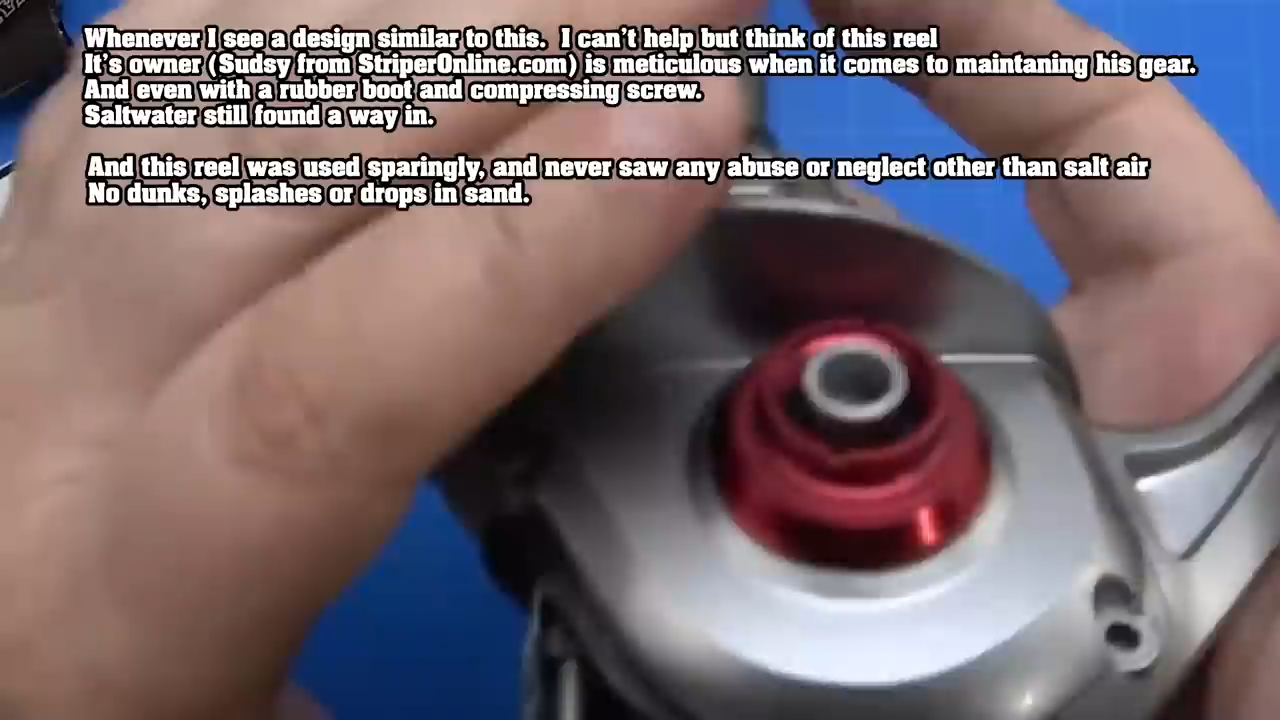 Whenever I see a design similar to this.  I can't help but think of this reel
It's owner (Sudsy from StriperOnline.com) is meticulous when it comes to maintaning his gear.
And even with a rubber boot and compressing screw.
Saltwater still found a way in.
And this reel was used sparingly, and never saw any abuse or neglect other than salt air
No dunks, splashes or drops in sand.